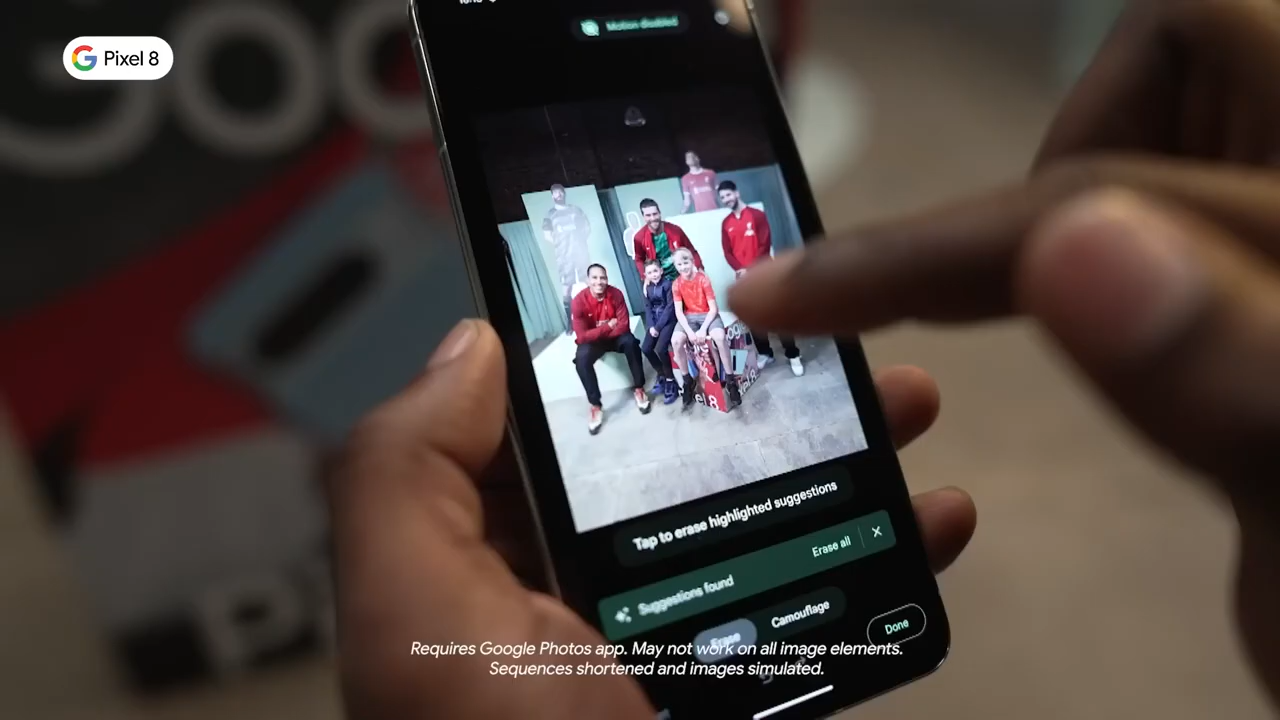 Pixel 8
Motion disabled
Tap to erase highlighted suggestions
Suggestions found
Erase all
Erase
Camouflage
Done
Requires Google Photos app. May not work on all image elements.
Sequences shortened and images simulated.